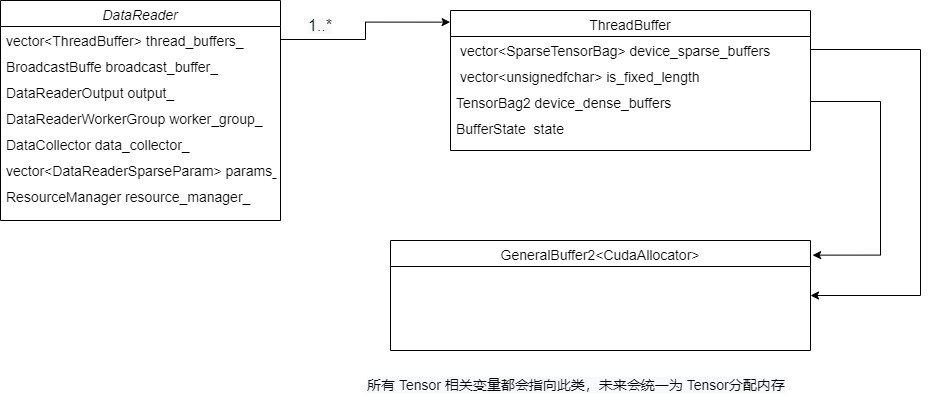 DataReader
vector<ThreadBuffer> thread_buffers_
BroadcastBuffe broadcast_buffer_
DataReaderOutput output_
DataReaderWorkerGroup worker_group_
DataCollector data_collector_
vector<DataReaderSparseParam> params_
ResourceManager resource_manager_
1..*
ThreadBuffer
vector<SparseTensorBag> device_sparse_buffers
vector<unsignedfchar> is_fixed_length
TensorBag2 device_dense_buffers
BufferState state
GeneralBuffer2<CudaAllocator>
所有 Tensor 相关变量都会指向此类，未来会统一为 Tensor分配内存